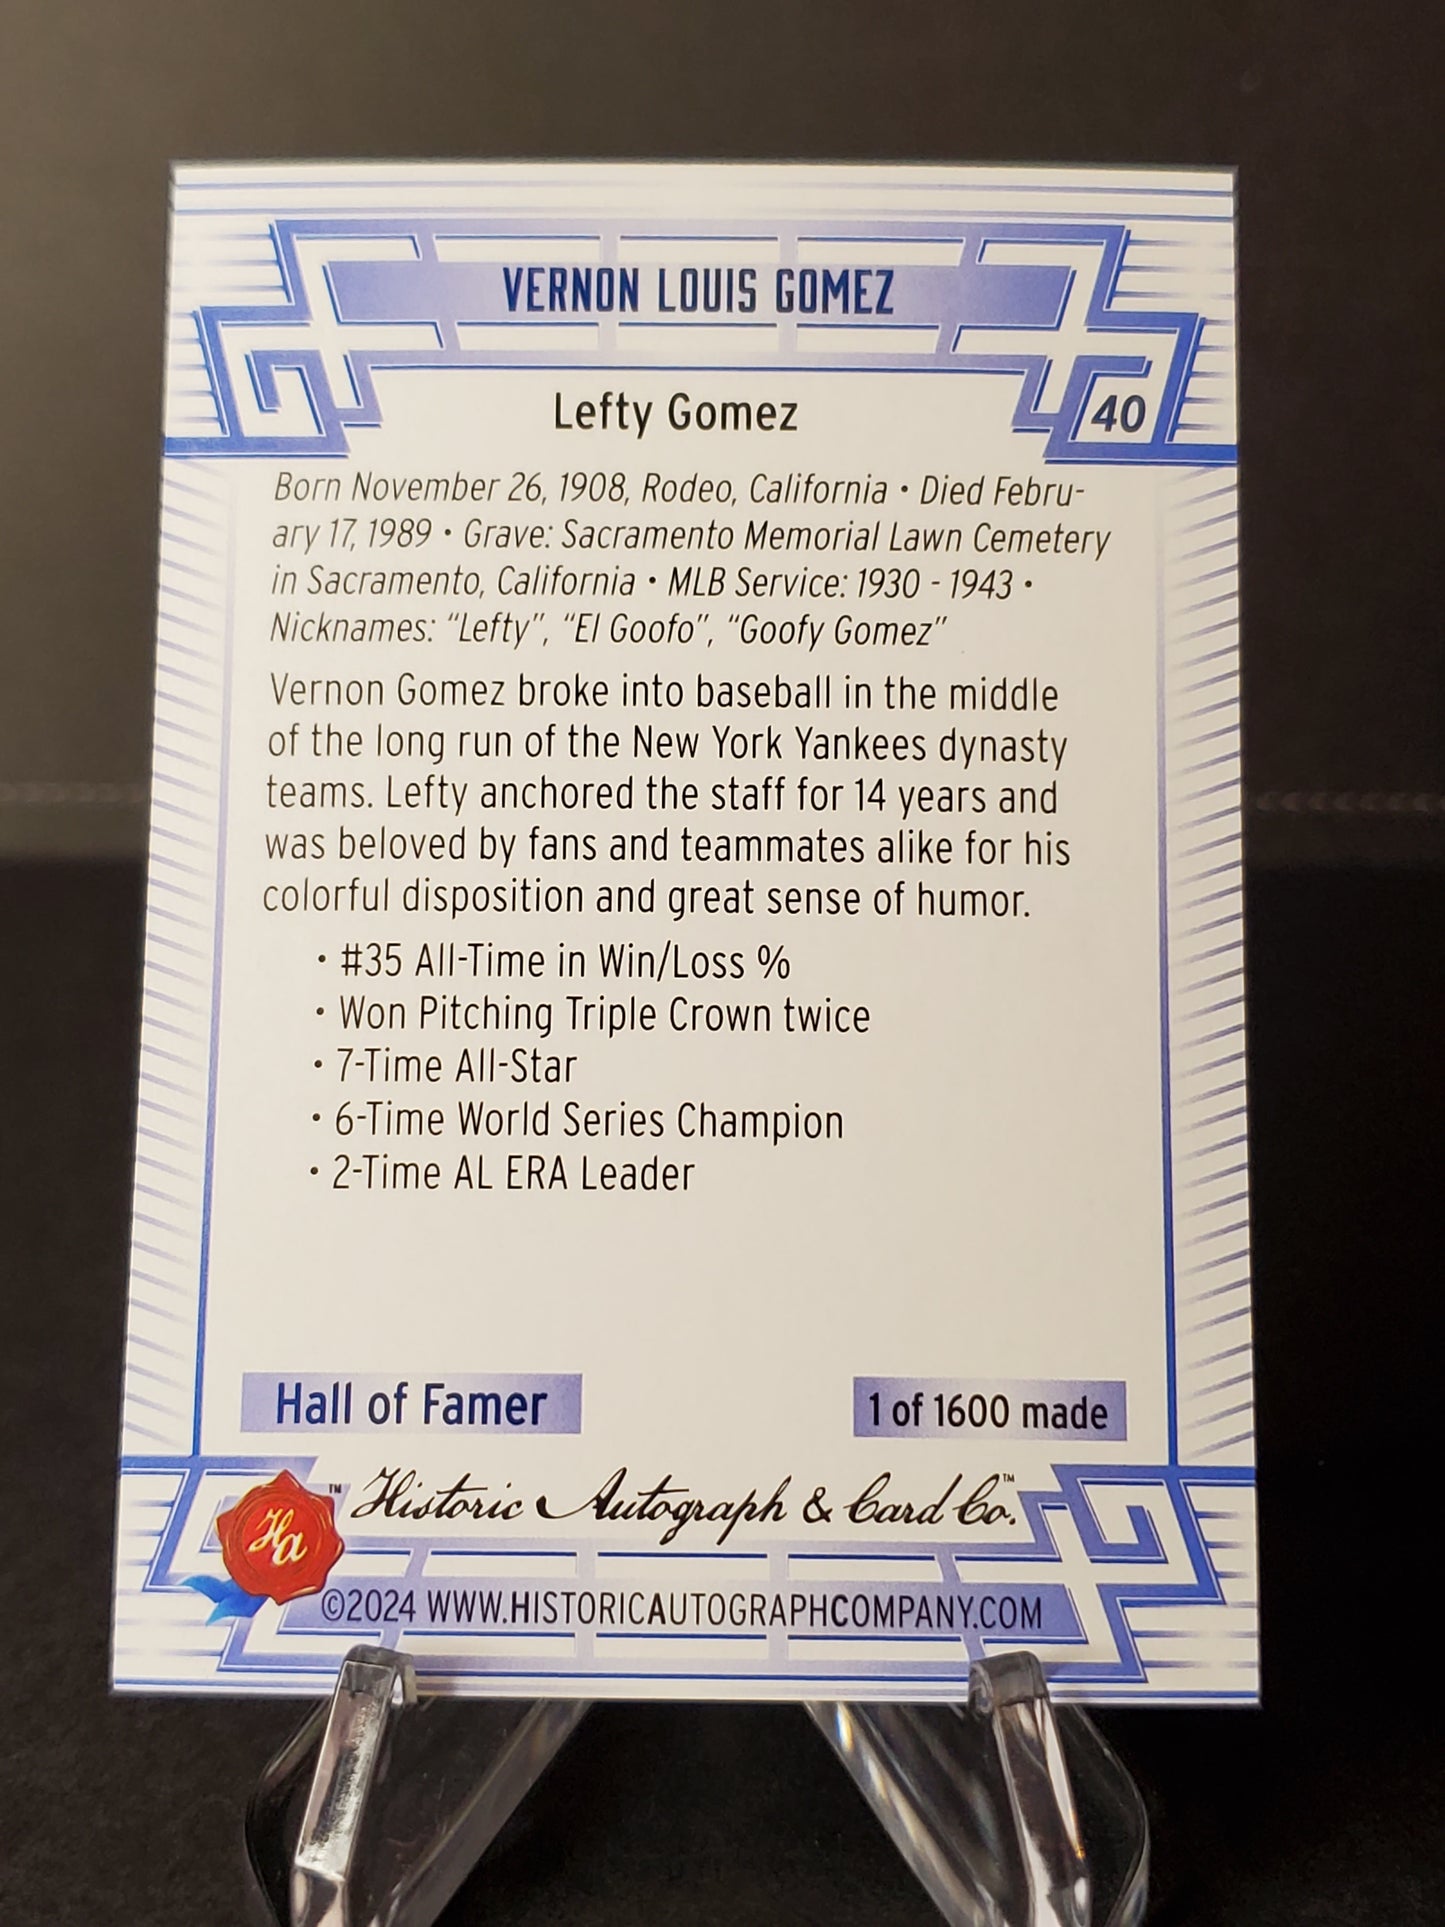 VERNON LOUIS GOMEZ
Lefty Gomez
40
Born November 26, 1908, Rodeo, California • Died Febru-
ary 17, 1989 • Grave: Sacramento Memorial Lawn Cemetery
in Sacramento, California • MLB Service: 1930 - 1943 •
Nicknames: "Lefty", "El Goofo", "Goofy Gomez"
Vernon Gomez broke into baseball in the middle
of the long run of the New York Yankees dynasty
teams. Lefty anchored the staff for 14 years and
was beloved by fans and teammates alike for his
colorful disposition and great sense of humor.
• #35 All-Time in Win/Loss %
• Won Pitching Triple Crown twice
• 7-Time All-Star
• 6-Time World Series Champion
• 2-Time AL ERA Leader
Hall of Famer
1 of 1600 made
Ha ™
Historic Autograph & Card Co.™
©2024 WWW.HISTORICAUTOGRAPHCOMPANY.COM